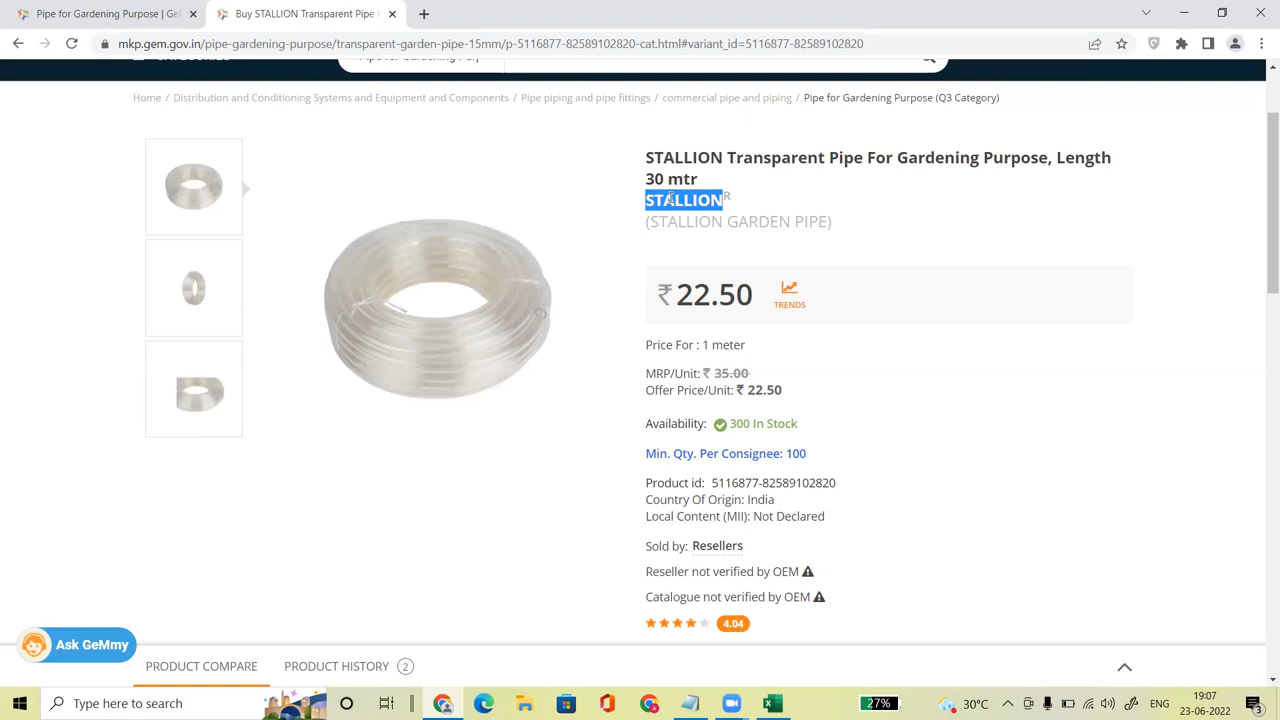 Pipe for Gardening Purpose | Ge
Buy STALLION Transparent Pipe F
mkp.gem.gov.in/pipe-gardening-purpose/transparent-garden-pipe-15mm/p-5116877-82589102820-cat.html#variant_id=5116877-82589102820
Home / Distribution and Conditioning Systems and Equipment and Components / Pipe piping and pipe fittings / commercial pipe and piping / Pipe for Gardening Purpose (Q3 Category)
STALLION Transparent Pipe For Gardening Purpose, Length
30 mtr
STALLION R
(STALLION GARDEN PIPE)
₹ 22.50
TRENDS
Price For : 1 meter
MRP/Unit: ₹ 35.00
Offer Price/Unit: ₹ 22.50
Availability: 300 In Stock
Min. Qty. Per Consignee: 100
Product id: 5116877-82589102820
Country Of Origin: India
Local Content (MII): Not Declared
Sold by: Resellers
Reseller not verified by OEM
Catalogue not verified by OEM
4.04
Ask GeMmy
PRODUCT COMPARE PRODUCT HISTORY 2
Type here to search
27%
30°C
ENG
19:07
23-06-2022
3